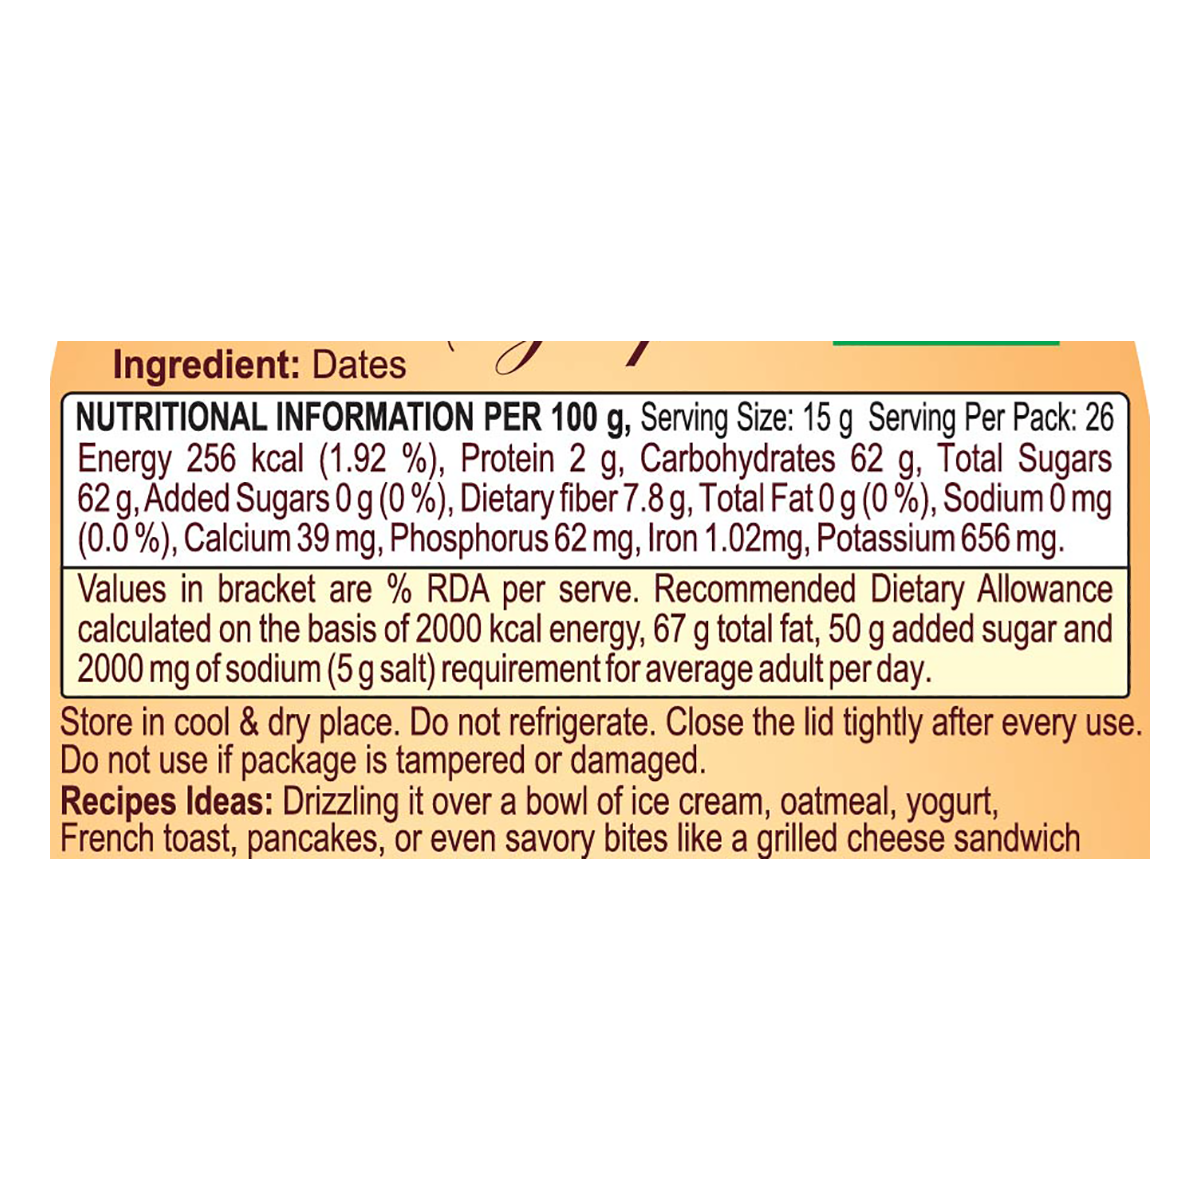 Ingredient: Dates
NUTRITIONAL INFORMATION PER 100 g, Serving Size: 15 g Serving Per Pack: 26
Energy 256 kcal (1.92 %), Protein 2 g, Carbohydrates 62 g, Total Sugars
62 g, Added Sugars 0 g (0 %), Dietary fiber 7.8 g, Total Fat 0 g (0 %), Sodium 0 mg
(0.0 %), Calcium 39 mg, Phosphorus 62 mg, Iron 1.02mg, Potassium 656 mg.
Values in bracket are % RDA per serve. Recommended Dietary Allowance
calculated on the basis of 2000 kcal energy, 67 g total fat, 50 g added sugar and
2000 mg of sodium (5 g salt) requirement for average adult per day.
Store in cool & dry place. Do not refrigerate. Close the lid tightly after every use.
Do not use if package is tampered or damaged.
Recipes Ideas: Drizzling it over a bowl of ice cream, oatmeal, yogurt,
French toast, pancakes, or even savory bites like a grilled cheese sandwich